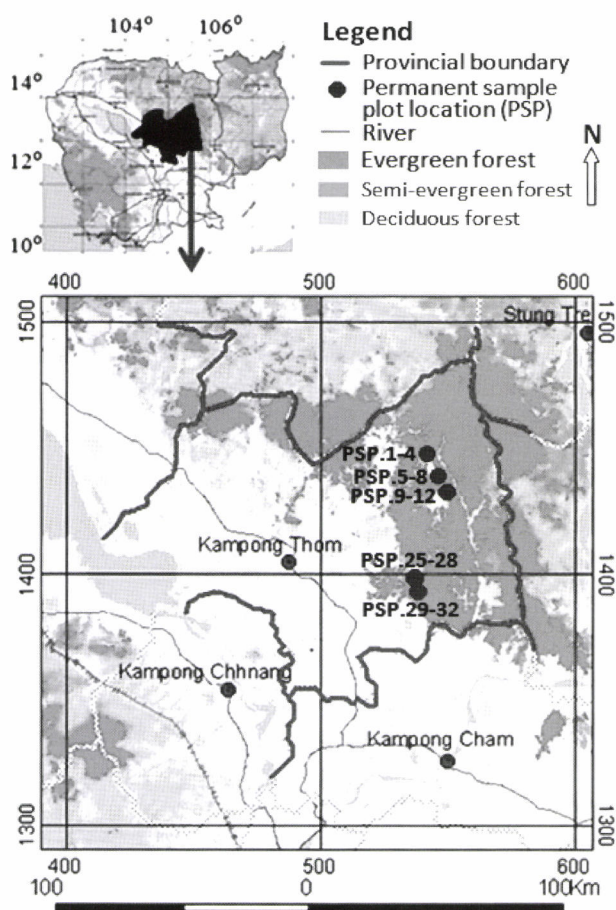 104° 106°
14°
12°
10°
Legend
Provincial boundary
Permanent sample
plot location (PSP)
River
Evergreen forest
Semi-evergreen forest
Deciduous forest
N
400 500 600
1500 1500
Stung Tre
PSP.1-4
PSP.5-8
PSP.9-12
Kampong Thom
PSP.25-28
1400 1400
PSP.29-32
Kampong Chhnang
Kampong Cham
1300 1300
400 500 600
100 0 100Km